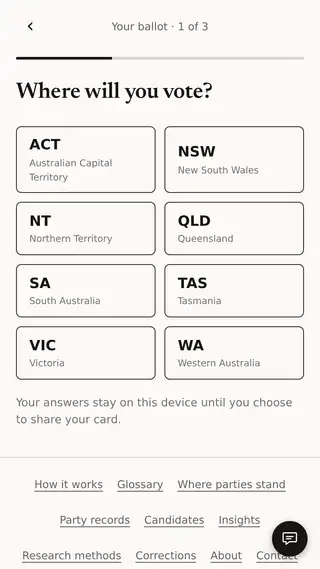 Your ballot · 1 of 3
Where will you vote?
ACT
Australian Capital
Territory
NSW
New South Wales
NT
Northern Territory
QLD
Queensland
SA
South Australia
TAS
Tasmania
VIC
Victoria
WA
Western Australia
Your answers stay on this device until you choose
to share your card.
How it works Glossary Where parties stand
Party records Candidates Insights
Research methods Corrections About Contact